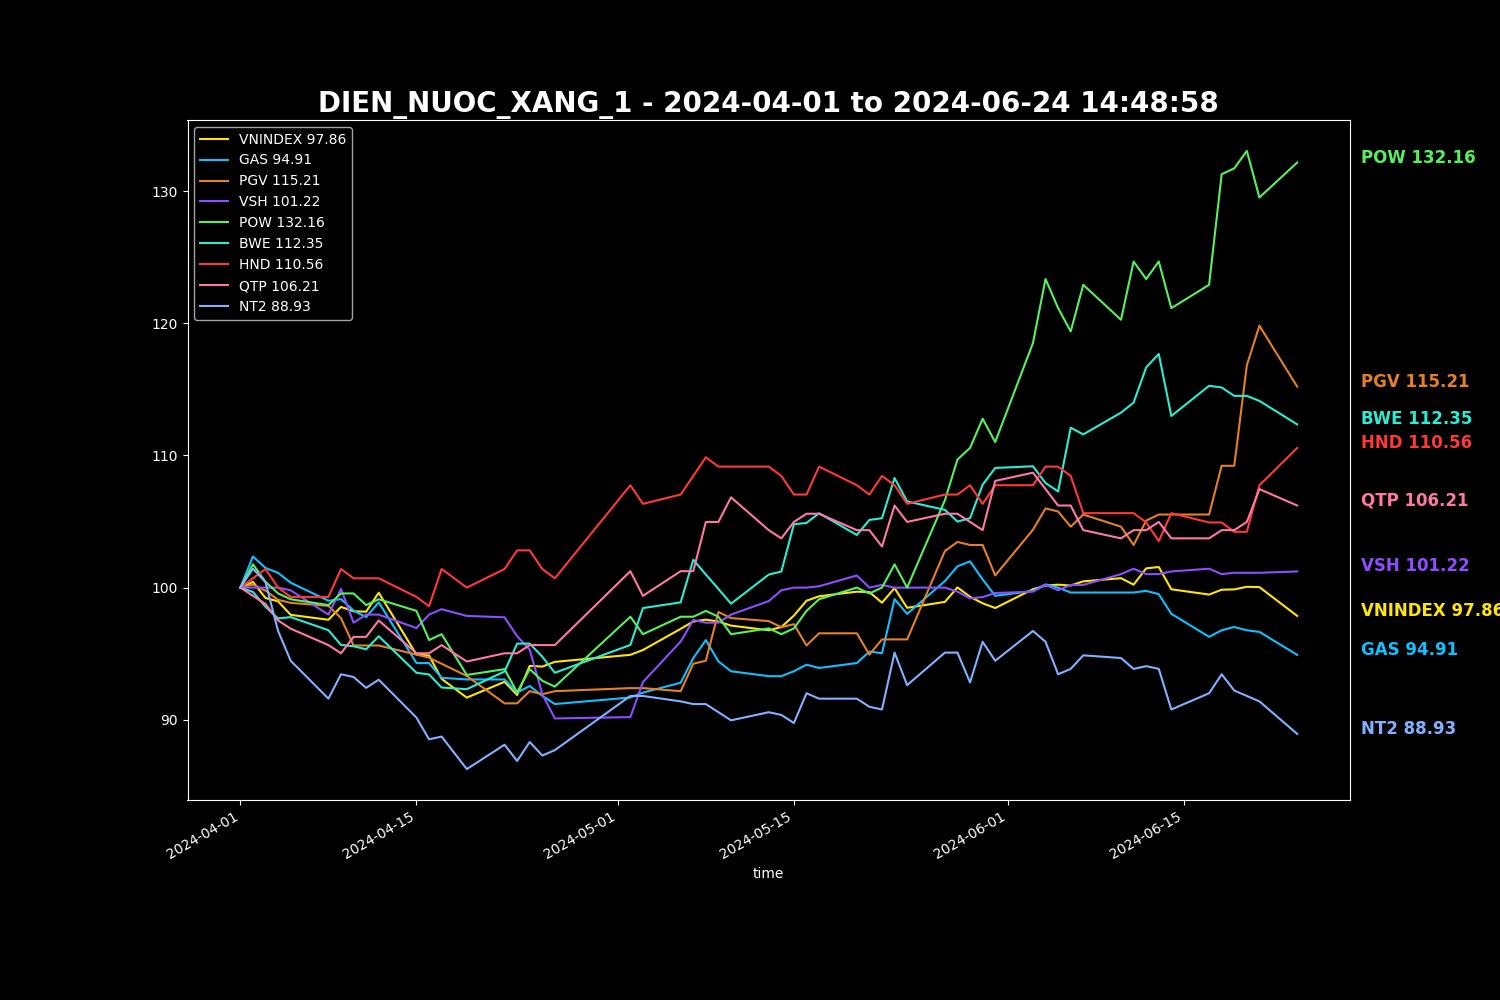 DIEN_NUOC_XANG_1 - 2024-04-01 to 2024-06-24 14:48:58
VNINDEX 97.86
GAS 94.91
PGV 115.21
VSH 101.22
POW 132.16
BWE 112.35
HND 110.56
QTP 106.21
NT2 88.93
130
120
110
100
90
POW 132.16
PGV 115.21
BWE 112.35
HND 110.56
QTP 106.21
VSH 101.22
VNINDEX 97.86
GAS 94.91
NT2 88.93
2024-04-01
2024-04-15
2024-05-01
2024-05-15
2024-06-01
2024-06-15
time